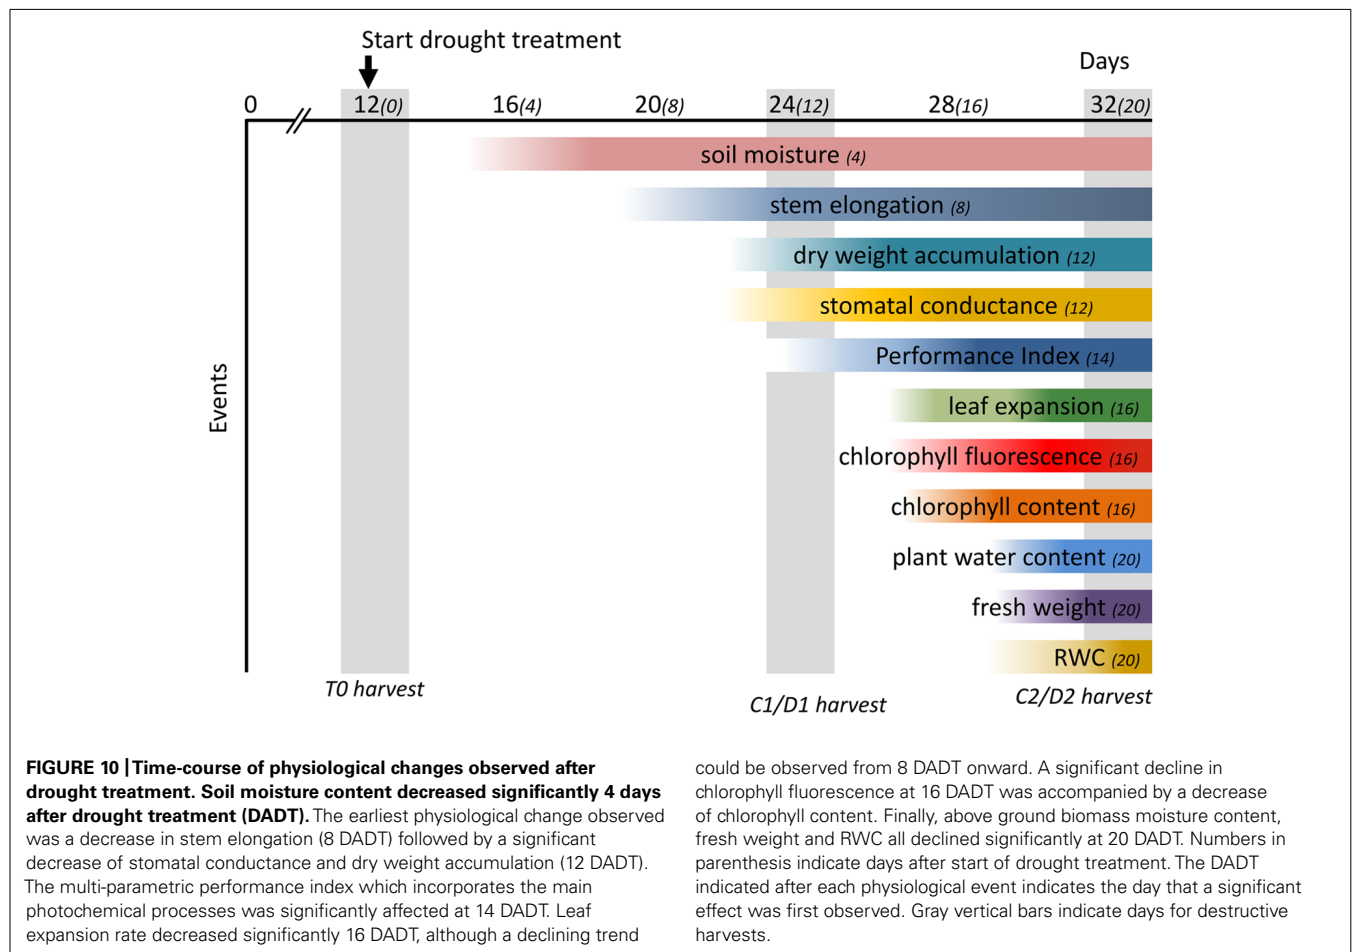 Start drought treatment
Days
0 12(0) 16(4) 20(8) 24(12) 28(16) 32(20)
soil moisture (4)
stem elongation (8)
dry weight accumulation (12)
stomatal conductance (12)
Performance Index (14)
leaf expansion (16)
chlorophyll fluorescence (16)
chlorophyll content (16)
plant water content (20)
fresh weight (20)
RWC (20)
Events
T0 harvest
C1/D1 harvest
C2/D2 harvest
FIGURE 10 | Time-course of physiological changes observed after
drought treatment. Soil moisture content decreased significantly 4 days
after drought treatment (DADT). The earliest physiological change observed
was a decrease in stem elongation (8 DADT) followed by a significant
decrease of stomatal conductance and dry weight accumulation (12 DADT).
The multi-parametric performance index which incorporates the main
photochemical processes was significantly affected at 14 DADT. Leaf
expansion rate decreased significantly 16 DADT, although a declining trend
could be observed from 8 DADT onward. A significant decline in
chlorophyll fluorescence at 16 DADT was accompanied by a decrease
of chlorophyll content. Finally, above ground biomass moisture content,
fresh weight and RWC all declined significantly at 20 DADT. Numbers in
parenthesis indicate days after start of drought treatment. The DADT
indicated after each physiological event indicates the day that a significant
effect was first observed. Gray vertical bars indicate days for destructive
harvests.